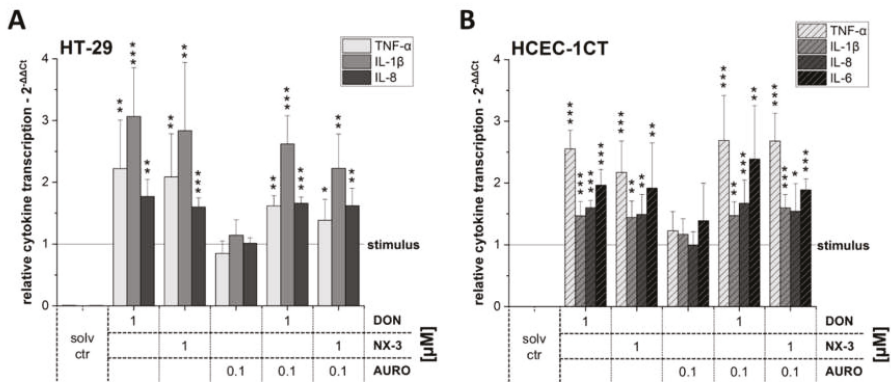 A
HT-29
TNF-α
IL-1β
IL-8
relative cytokine transcription - 2^-ΔΔCt
4
3
2
1
0
** *** ** ** ** *** ** *** ** * ** **
stimulus
solv ctr
1 1 DON
1 1 NX-3
0.1 0.1 0.1 AURO
[µM]
B
HCEC-1CT
TNF-α
IL-1β
IL-8
IL-6
relative cytokine transcription - 2^-ΔΔCt
4
3
2
1
0
*** *** *** *** *** ** *** ** *** ** *** ** *** *** * ***
stimulus
solv ctr
1 1 DON
1 1 NX-3
0.1 0.1 0.1 AURO
[µM]